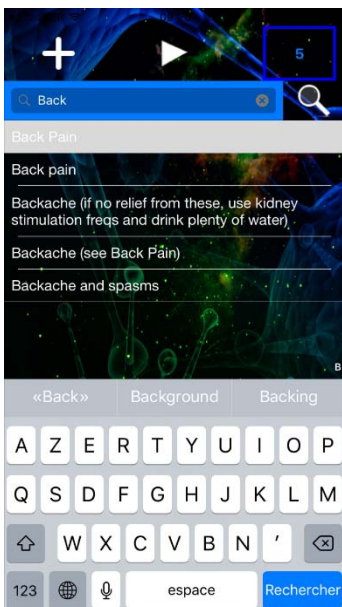 5
Back
Back Pain
Back pain
Backache (if no relief from these, use kidney
stimulation freqs and drink plenty of water)
Backache (see Back Pain)
Backache and spasms
B
«Back» Background Backing
A Z E R T Y U I O P
Q S D F G H J K L M
W X C V B N '
123 espace Rechercher